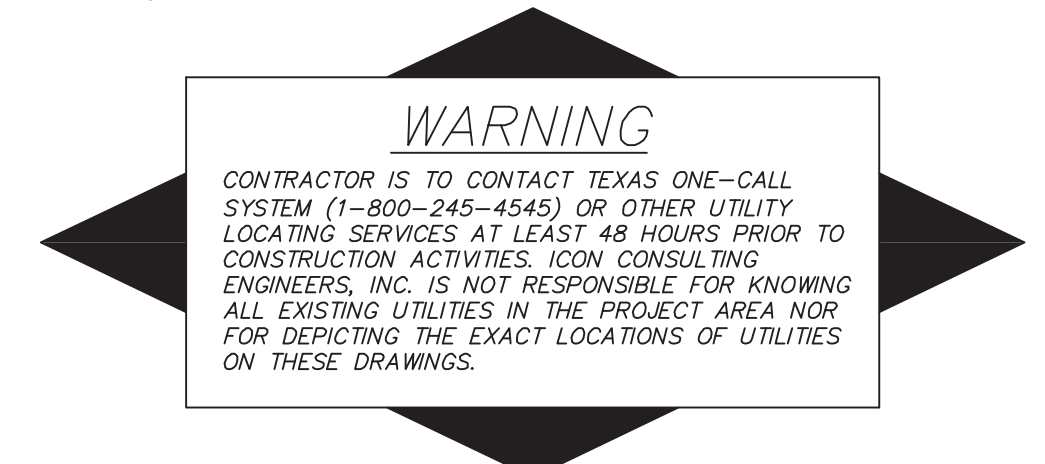 WARNING
CONTRACTOR IS TO CONTACT TEXAS ONE-CALL
SYSTEM (1-800-245-4545) OR OTHER UTILITY
LOCATING SERVICES AT LEAST 48 HOURS PRIOR TO
CONSTRUCTION ACTIVITIES. ICON CONSULTING
ENGINEERS, INC. IS NOT RESPONSIBLE FOR KNOWING
ALL EXISTING UTILITIES IN THE PROJECT AREA NOR
FOR DEPICTING THE EXACT LOCATIONS OF UTILITIES
ON THESE DRAWINGS.